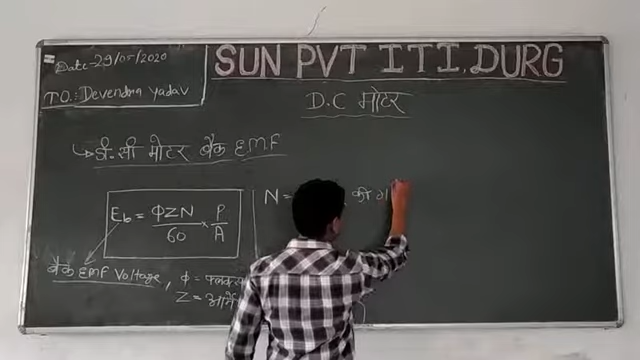 Date-29/05/2020
SUN PVT ITI, DURG
TO.:Devendra Yadav
D.C मोटर
डी.सी मोटर बैक EMF
Eb = ΦZN/60 × P/A
N =
की ग
बैक EMF Voltage, Φ = फ्लक्स
Z = आर्मे